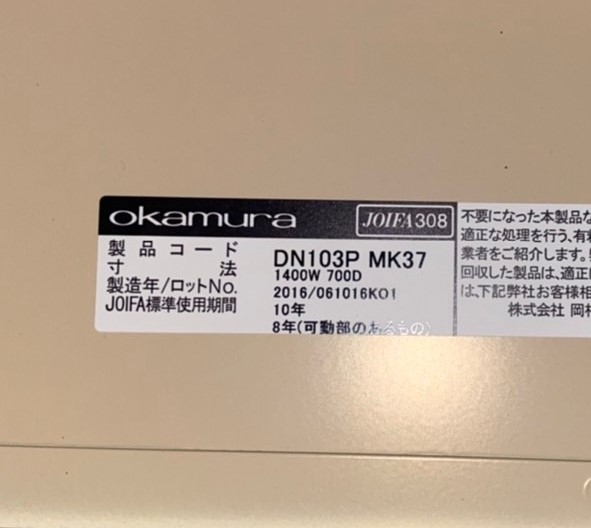 okamura JOIFA308
製品コード DN103P MK37
寸法 1400W 700D
製造年/ロットNo. 2016/061016K01
JOIFA標準使用期間 10年
8年(可動部のあるもの)
不要になった本製品な
適正な処理を行う、有料
業者をご紹介します。
回収した製品は、適正に
は、下記弊社お客様相
株式会社 岡村